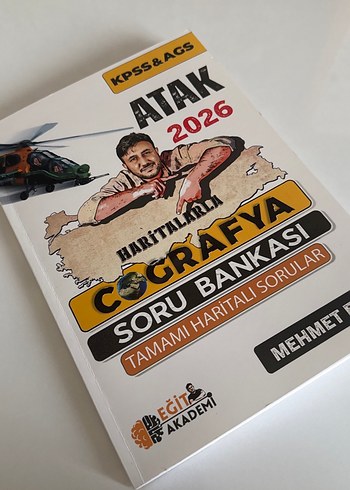 KPSS & AGS
ATAK
2026
HARİTALARLA
COĞRAFYA
SORU BANKASI
TAMAMI HARİTALI SORULAR
MEHMET
EĞİT
AKADEMİ